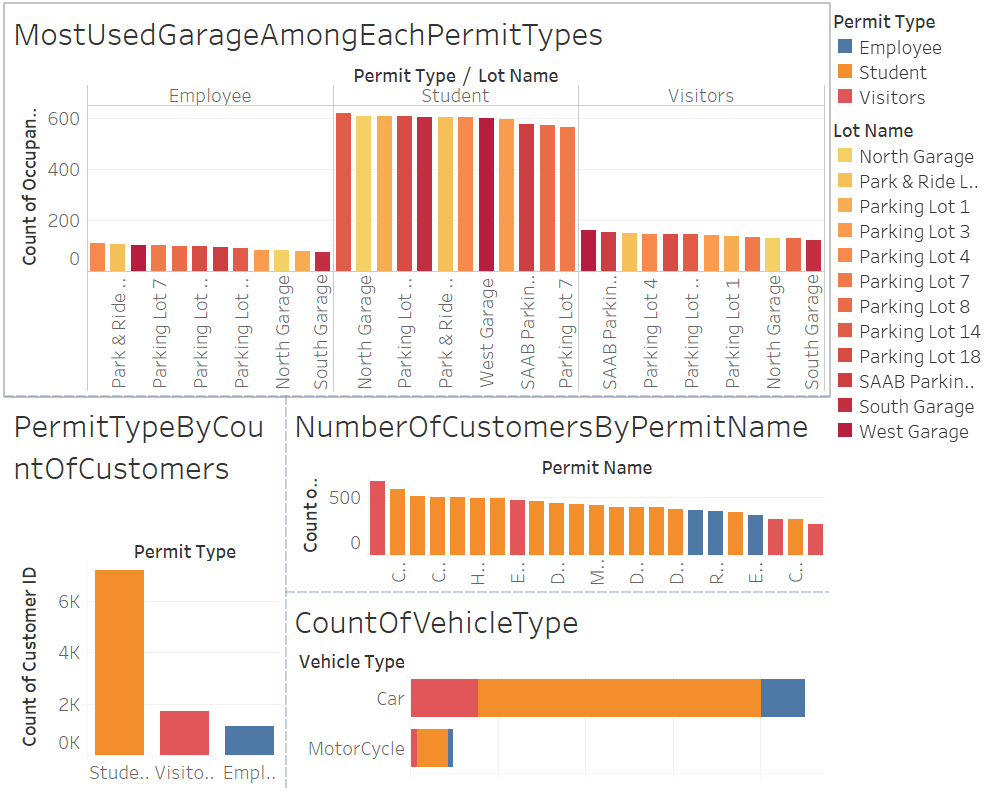 MostUsedGarageAmongEachPermitTypes
Permit Type / Lot Name
Employee Student Visitors
Count of Occupan..
600
400
200
0
Park & Ride ..
Parking Lot 7
Parking Lot ..
Parking Lot ..
North Garage
South Garage
North Garage
Parking Lot ..
Park & Ride ..
West Garage
SAAB Parkin..
Parking Lot 7
SAAB Parkin..
Parking Lot 4
Parking Lot ..
Parking Lot 1
North Garage
South Garage
Permit Type
Employee
Student
Visitors
Lot Name
North Garage
Park & Ride L..
Parking Lot 1
Parking Lot 3
Parking Lot 4
Parking Lot 7
Parking Lot 8
Parking Lot 14
Parking Lot 18
SAAB Parkin..
South Garage
West Garage
PermitTypeByCou
ntOfCustomers
Permit Type
Count of Customer ID
6K
4K
2K
0K
Stude.. Visito.. Empl..
NumberOfCustomersByPermitName
Permit Name
Count o..
500
0
C..
C..
H..
E..
D..
M..
D..
D..
R..
E..
C..
CountOfVehicleType
Vehicle Type
Car
MotorCycle